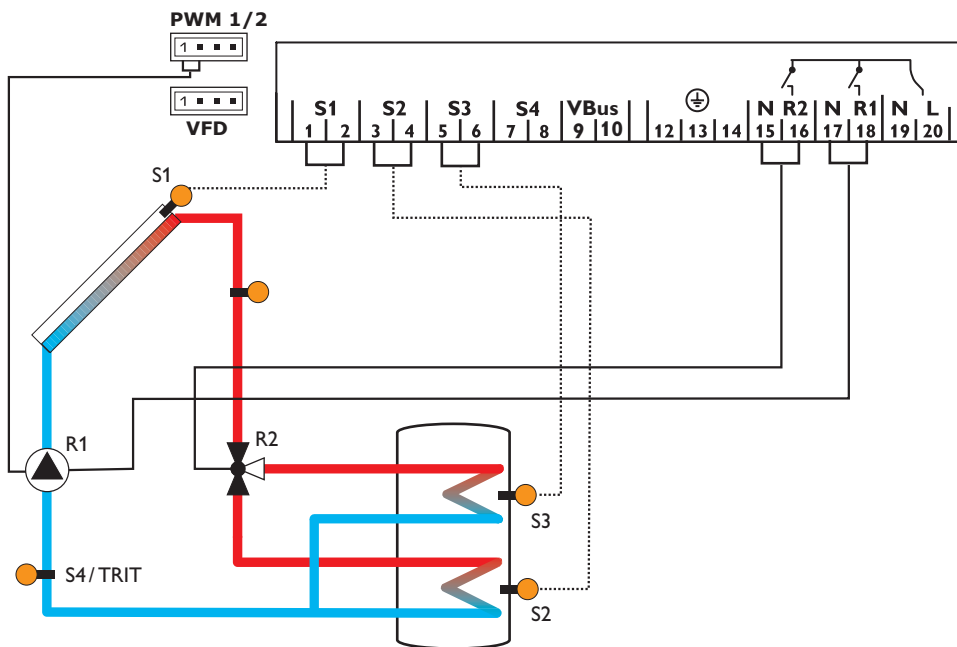 PWM 1/2
1
1
VFD
S1 S2 S3 S4 VBus N R2 N R1 N L
1 2 3 4 5 6 7 8 9 10 12 13 14 15 16 17 18 19 20
S1
R1
R2
S3
S4/TRIT
S2